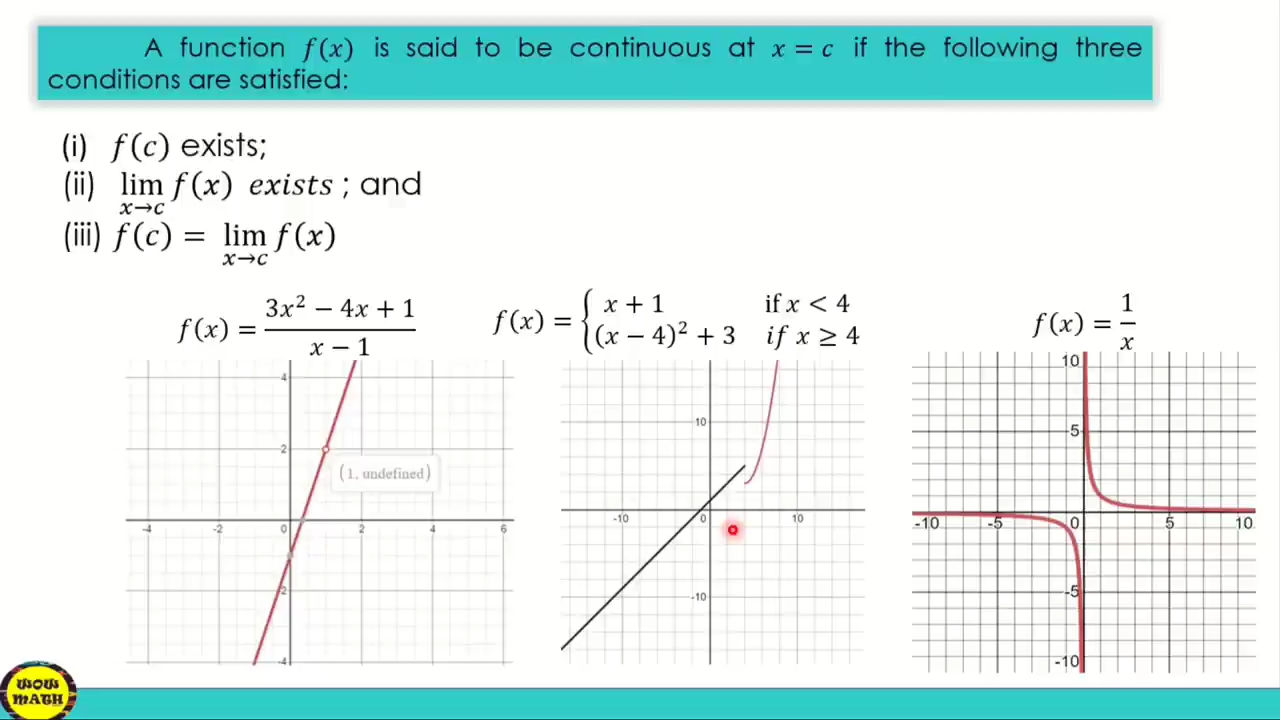 A function f(x) is said to be continuous at x = c if the following three
conditions are satisfied:
(i) f(c) exists;
(ii) lim x→c f(x) exists ; and
(iii) f(c) = lim x→c f(x)
f(x) = (3x² − 4x + 1)/(x − 1)
4
2
(1, undefined)
-4 -2 0 2 4 6
-2
-4
f(x) = { x + 1 if x < 4
(x − 4)² + 3 if x ≥ 4
10
-10 0 10
-10
f(x) = 1/x
10
5
-10 -5 0 5 10
-5
-10
WOW
MATH